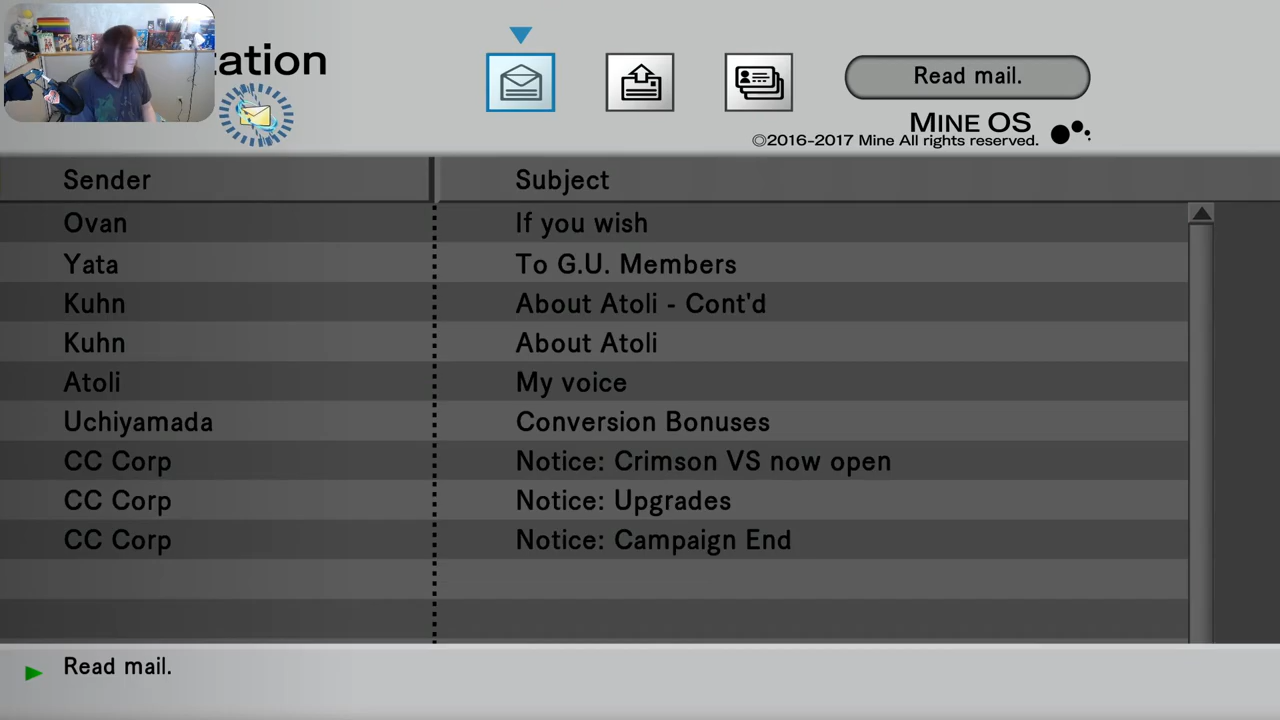 tation
Read mail.
MINE OS
©2016-2017 Mine All rights reserved.
Sender Subject
Ovan If you wish
Yata To G.U. Members
Kuhn About Atoli - Cont'd
Kuhn About Atoli
Atoli My voice
Uchiyamada Conversion Bonuses
CC Corp Notice: Crimson VS now open
CC Corp Notice: Upgrades
CC Corp Notice: Campaign End
Read mail.